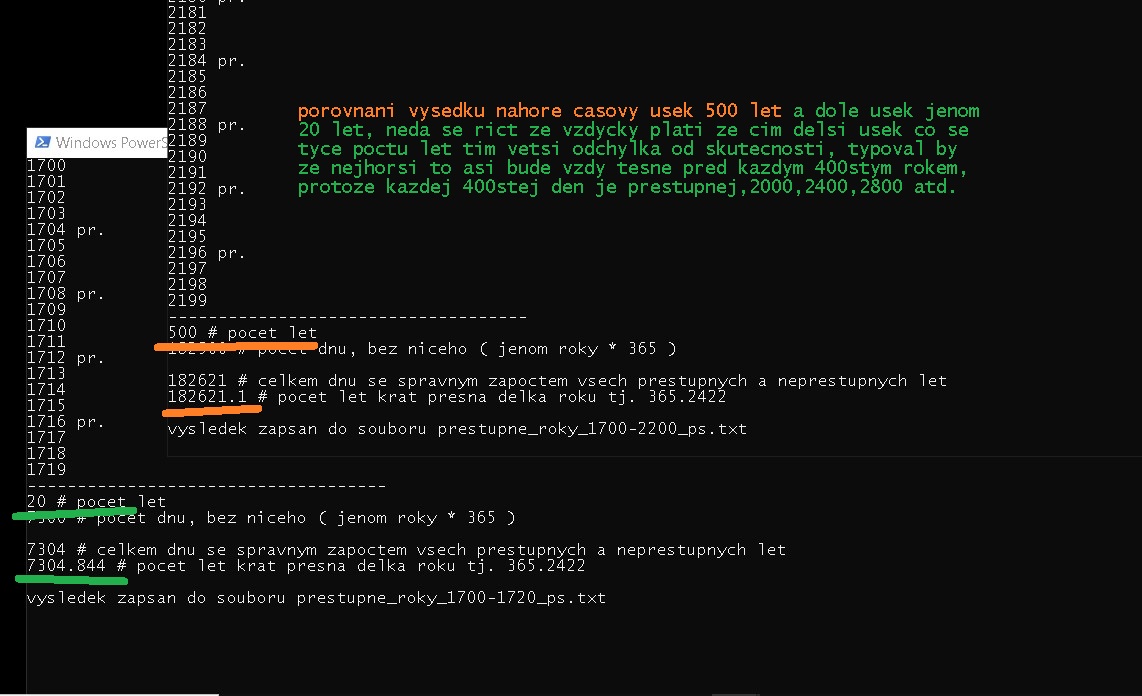 2181
2182
2183
2184 pr.
2185
2186
2187
2188 pr.
2189
2190
2191
2192 pr.
2193
2194
2195
2196 pr.
2197
2198
2199
-----------------------------------
500 # pocet let
182500 # pocet dnu, bez niceho ( jenom roky * 365 )
182621 # celkem dnu se spravnym zapoctem vsech prestupnych a neprestupnych let
182621.1 # pocet let krat presna delka roku tj. 365.2422
vysledek zapsan do souboru prestupne_roky_1700-2200_ps.txt
porovnani vysedku nahore casovy usek 500 let a dole usek jenom
20 let, neda se rict ze vzdycky plati ze cim delsi usek co se
tyce poctu let tim vetsi odchylka od skutecnosti, typoval by
ze nejhorsi to asi bude vzdy tesne pred kazdym 400stym rokem,
protoze kazdej 400stej den je prestupnej,2000,2400,2800 atd.
Windows PowerS
1700
1701
1702
1703
1704 pr.
1705
1706
1707
1708 pr.
1709
1710
1711
1712 pr.
1713
1714
1715
1716 pr.
1717
1718
1719
-----------------------------------
20 # pocet let
7300 # pocet dnu, bez niceho ( jenom roky * 365 )
7304 # celkem dnu se spravnym zapoctem vsech prestupnych a neprestupnych let
7304.844 # pocet let krat presna delka roku tj. 365.2422
vysledek zapsan do souboru prestupne_roky_1700-1720_ps.txt